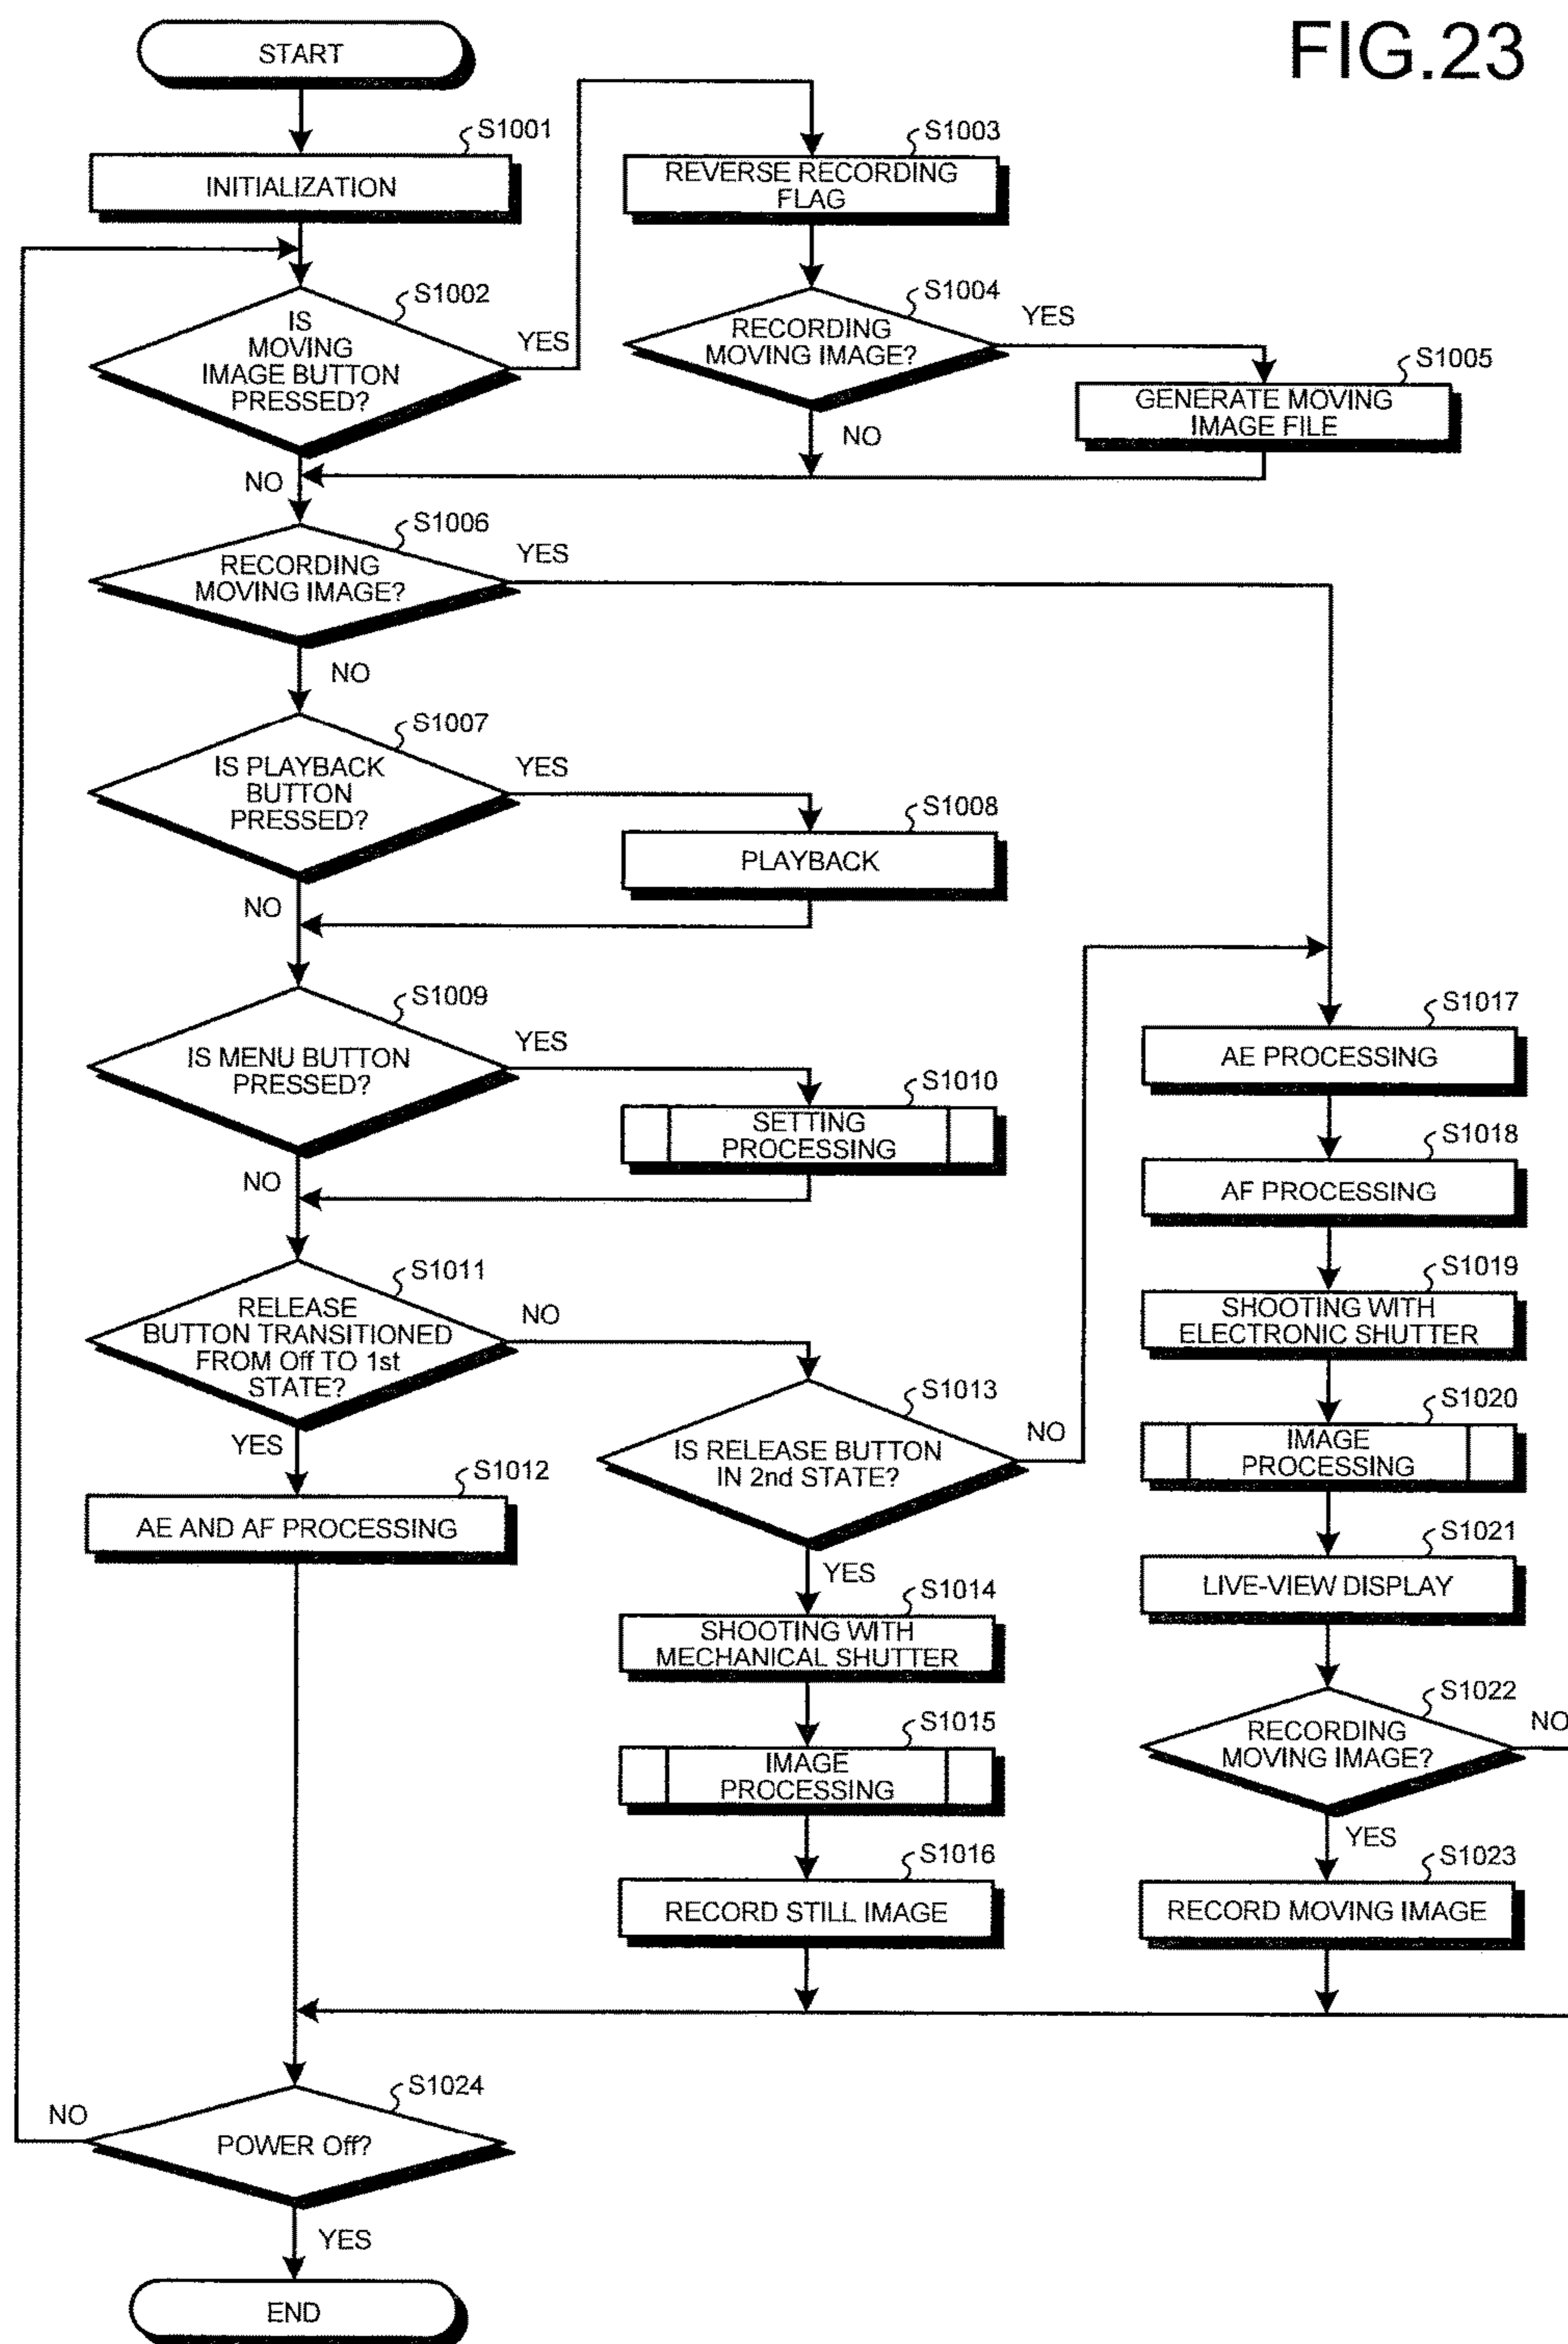 FIG.23
START
S1001
INITIALIZATION
S1002
IS
MOVING
IMAGE BUTTON
PRESSED?
YES
NO
S1003
REVERSE RECORDING
FLAG
S1004
RECORDING
MOVING IMAGE?
YES
NO
S1005
GENERATE MOVING
IMAGE FILE
S1006
RECORDING
MOVING IMAGE?
YES
NO
S1007
IS PLAYBACK
BUTTON
PRESSED?
YES
NO
S1008
PLAYBACK
S1009
IS MENU BUTTON
PRESSED?
YES
NO
S1010
SETTING
PROCESSING
S1011
RELEASE
BUTTON TRANSITIONED
FROM Off TO 1st
STATE?
NO
YES
S1012
AE AND AF PROCESSING
S1013
IS RELEASE BUTTON
IN 2nd STATE?
NO
YES
S1014
SHOOTING WITH
MECHANICAL SHUTTER
S1015
IMAGE
PROCESSING
S1016
RECORD STILL IMAGE
S1017
AE PROCESSING
S1018
AF PROCESSING
S1019
SHOOTING WITH
ELECTRONIC SHUTTER
S1020
IMAGE
PROCESSING
S1021
LIVE-VIEW DISPLAY
S1022
RECORDING
MOVING IMAGE?
NO
YES
S1023
RECORD MOVING IMAGE
S1024
POWER Off?
NO
YES
END